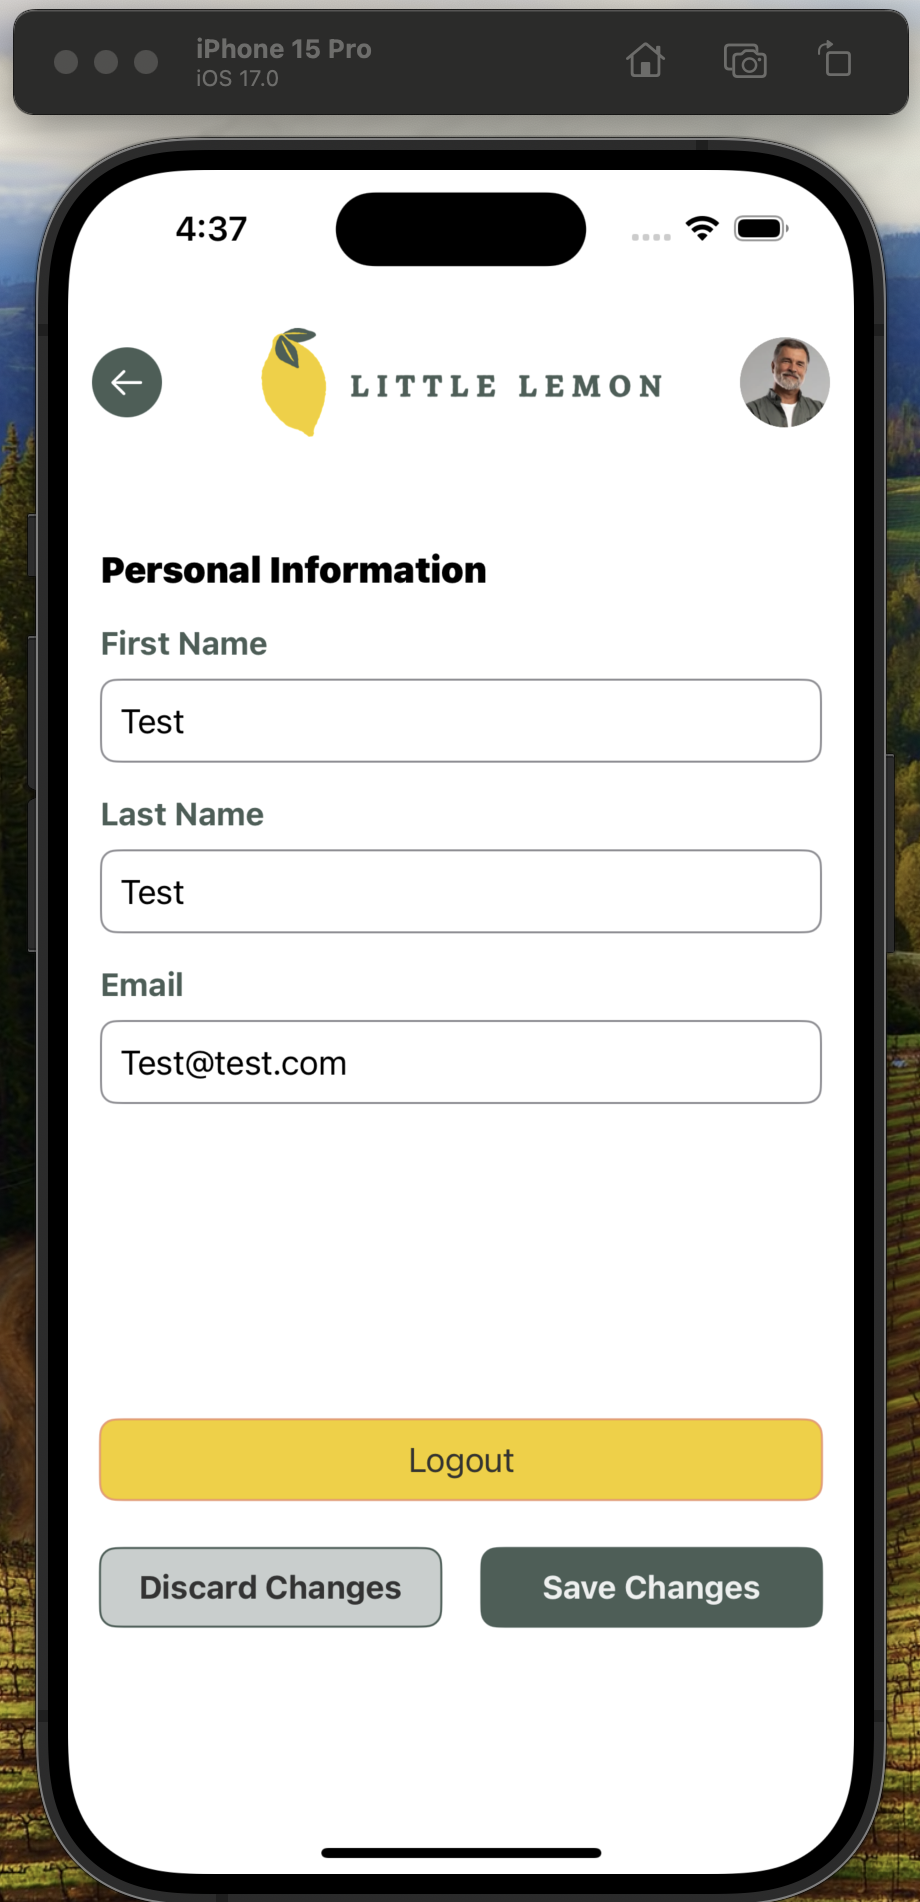 iPhone 15 Pro
iOS 17.0
4:37
LITTLE LEMON
Personal Information
First Name
Test
Last Name
Test
Email
Test@test.com
Logout
Discard Changes
Save Changes